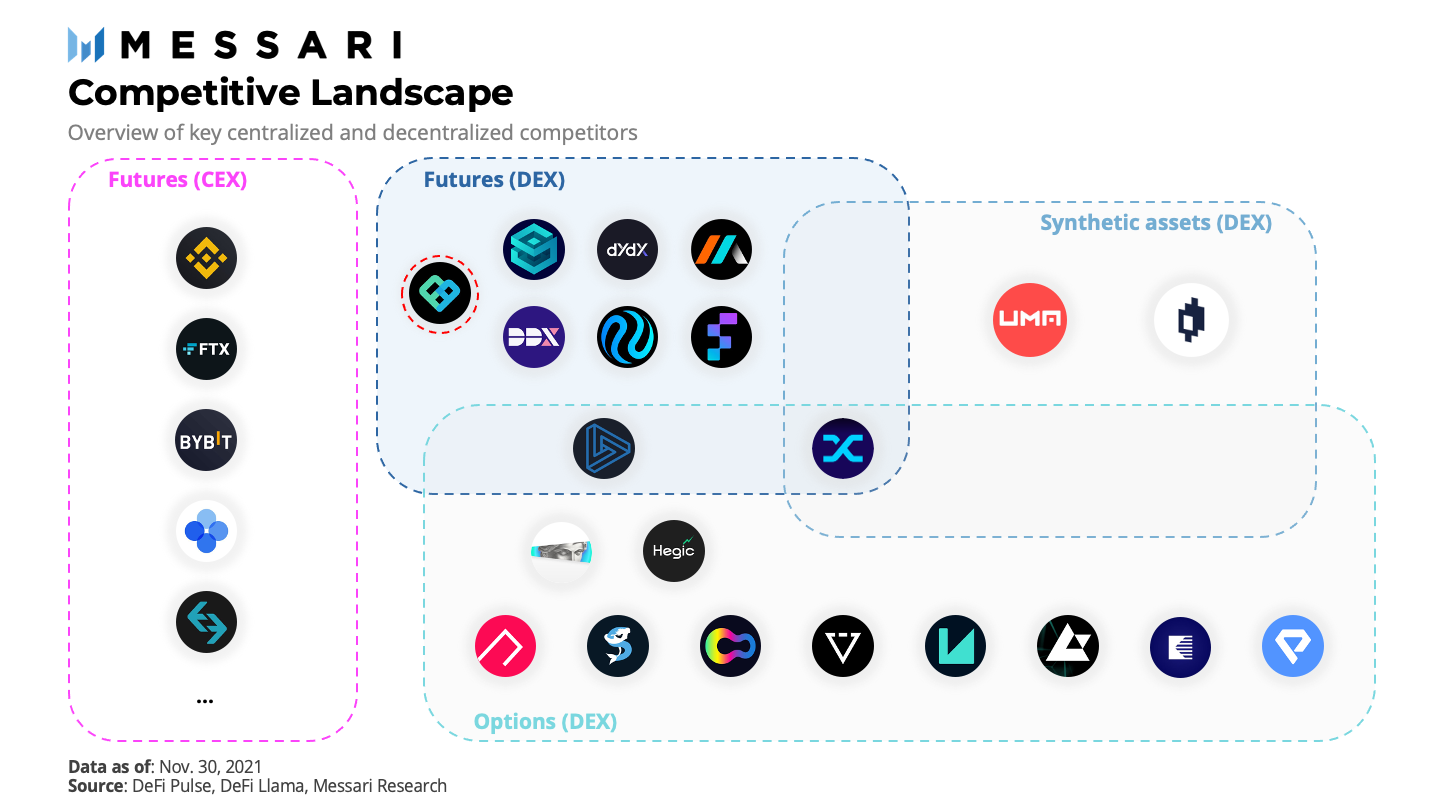 MESSARI
Competitive Landscape
Overview of key centralized and decentralized competitors
Futures (CEX)
Futures (DEX)
Synthetic assets (DEX)
dYdX
FTX
DDX
UMA
BYBIT
Hegic
...
Options (DEX)
Data as of: Nov. 30, 2021
Source: DeFi Pulse, DeFi Llama, Messari Research